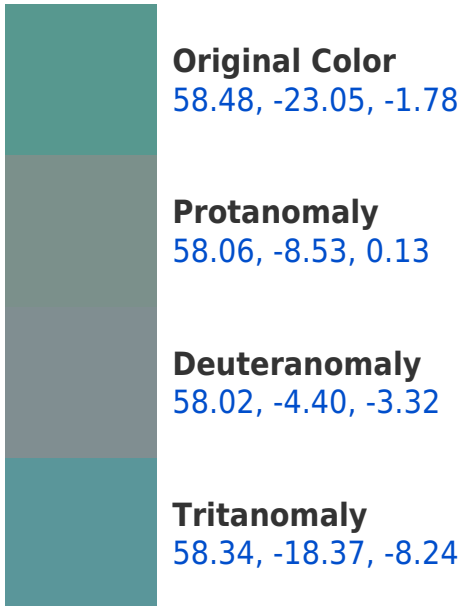 Original Color
58.48, -23.05, -1.78
Protanomaly
58.06, -8.53, 0.13
Deuteranomaly
58.02, -4.40, -3.32
Tritanomaly
58.34, -18.37, -8.24